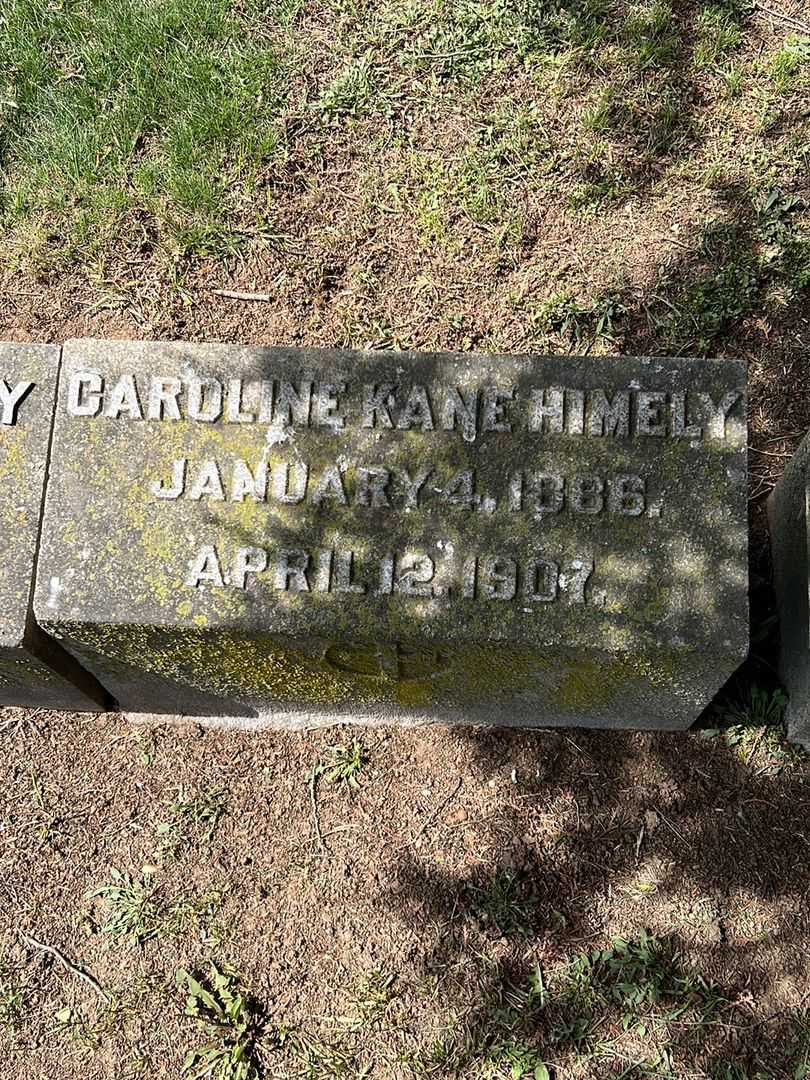 Y
CAROLINE KANE HIMELY
JANUARY 4. 1886.
APRIL 12. 1907.